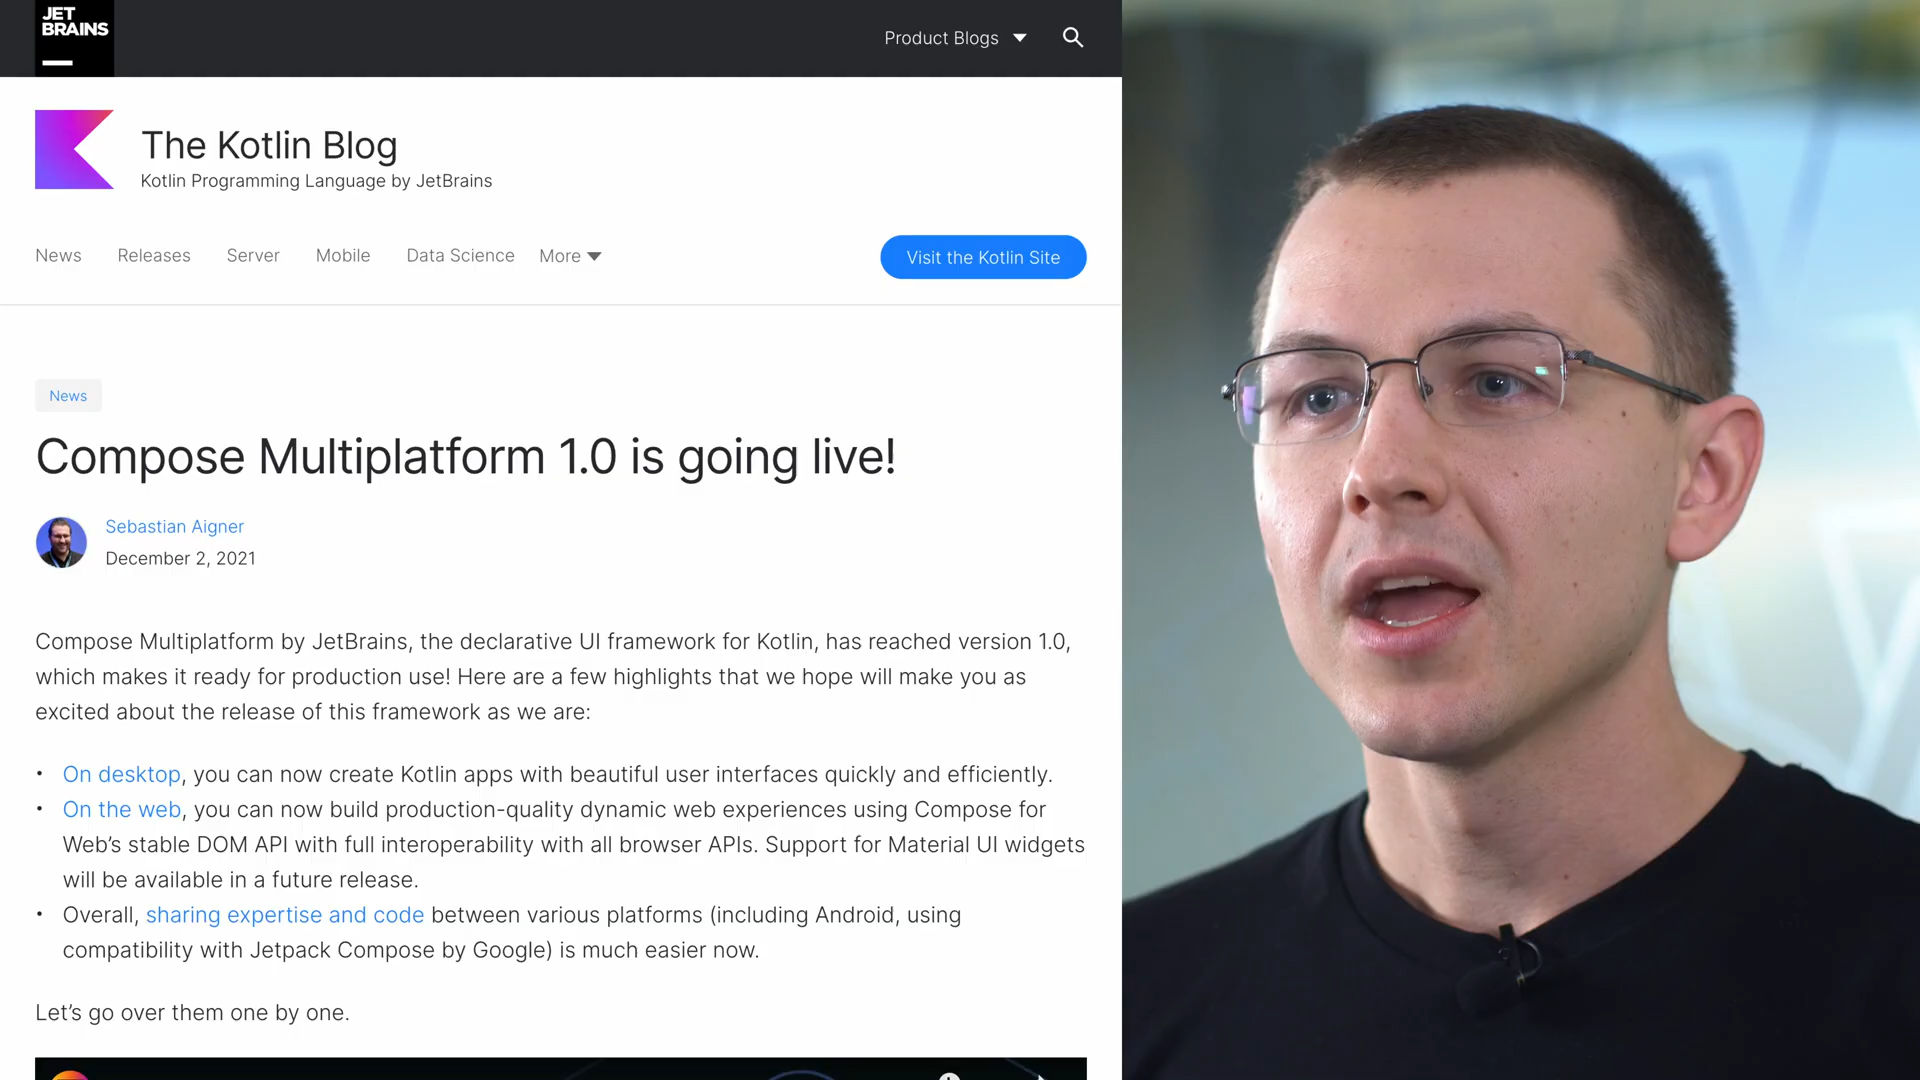 JET
BRAINS
Product Blogs
The Kotlin Blog
Kotlin Programming Language by JetBrains
News Releases Server Mobile Data Science More
Visit the Kotlin Site
News
Compose Multiplatform 1.0 is going live!
Sebastian Aigner
December 2, 2021
Compose Multiplatform by JetBrains, the declarative UI framework for Kotlin, has reached version 1.0,
which makes it ready for production use! Here are a few highlights that we hope will make you as
excited about the release of this framework as we are:
• On desktop, you can now create Kotlin apps with beautiful user interfaces quickly and efficiently.
• On the web, you can now build production-quality dynamic web experiences using Compose for
Web’s stable DOM API with full interoperability with all browser APIs. Support for Material UI widgets
will be available in a future release.
• Overall, sharing expertise and code between various platforms (including Android, using
compatibility with Jetpack Compose by Google) is much easier now.
Let’s go over them one by one.